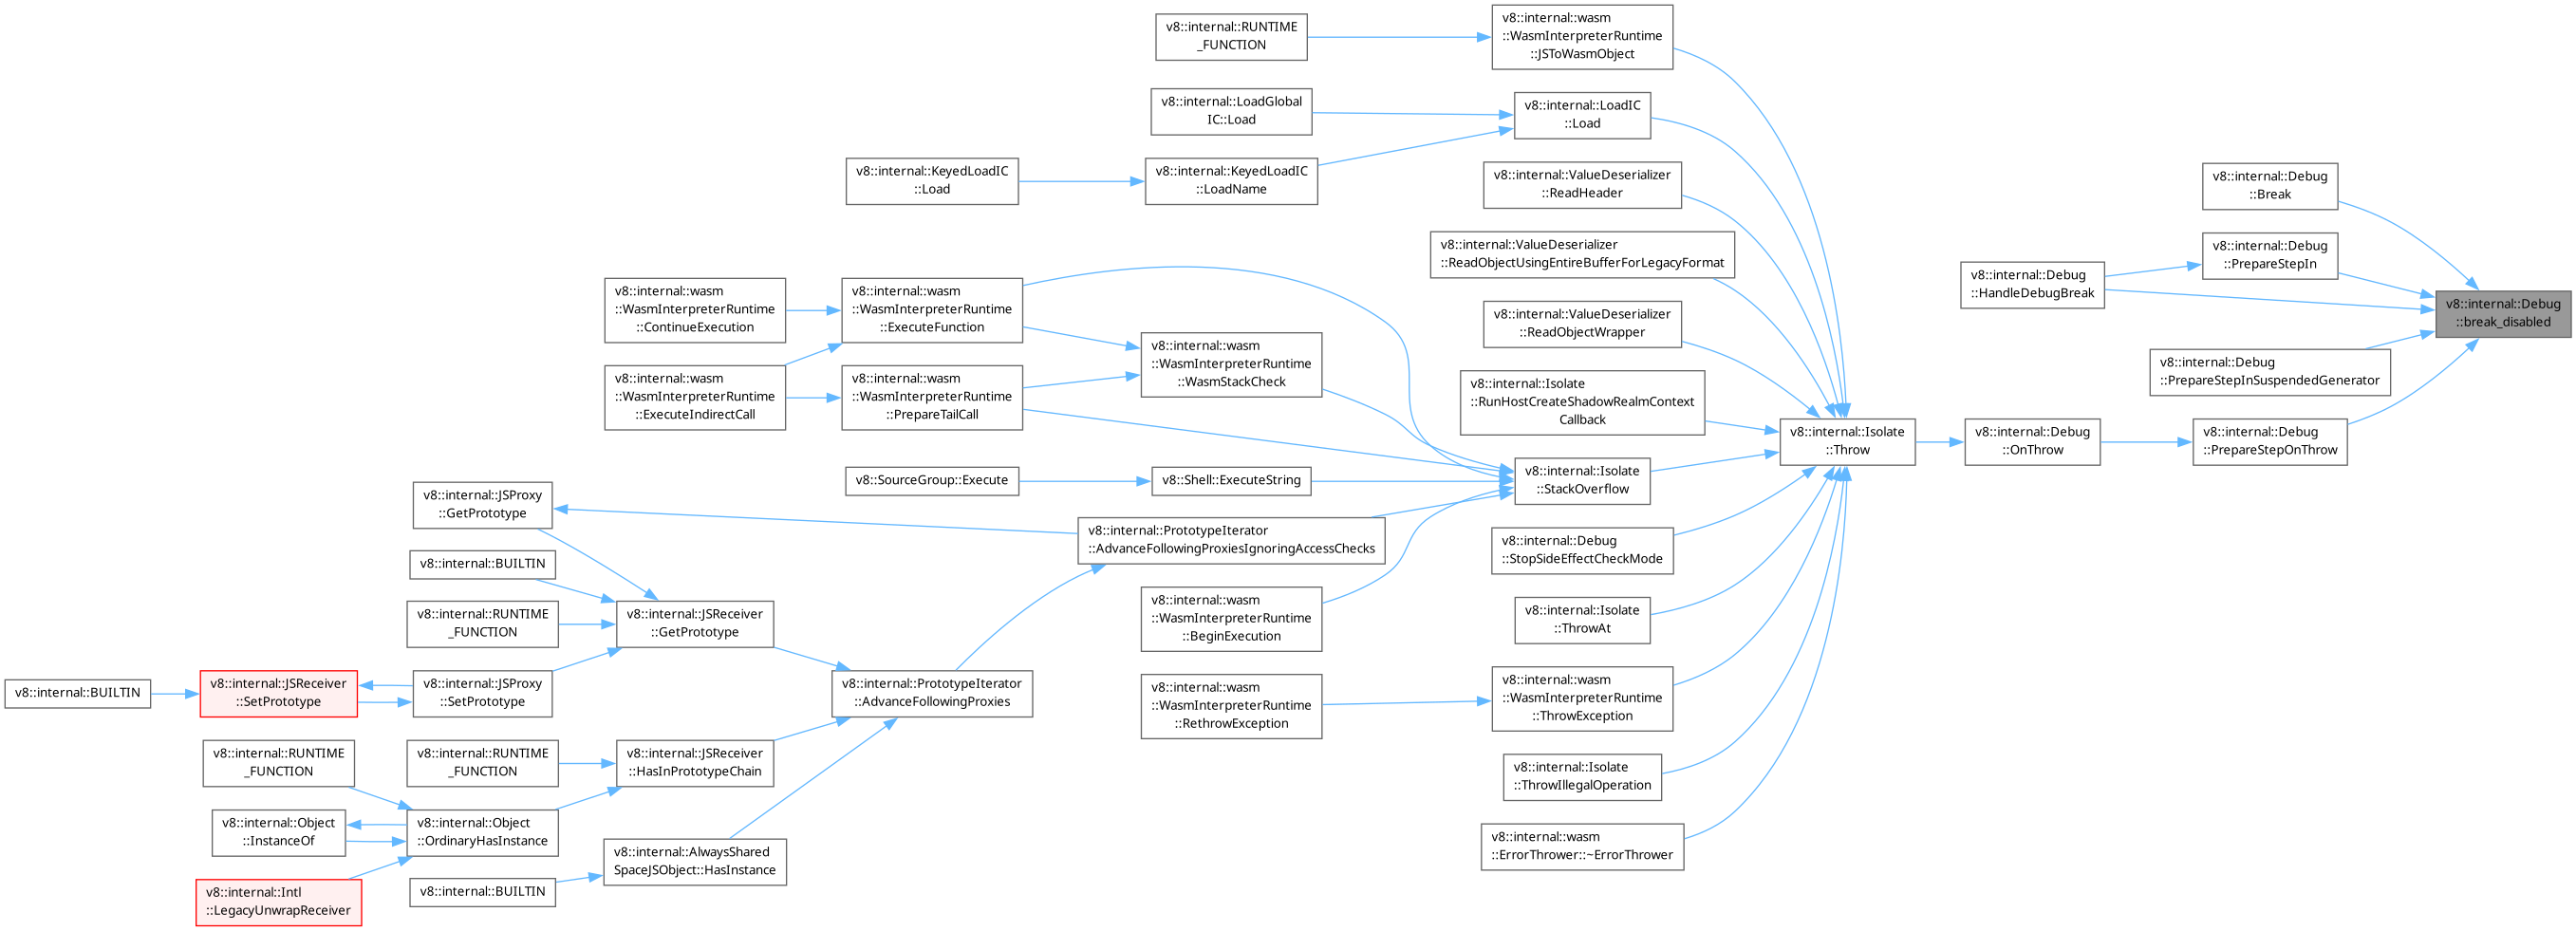 v8::internal::RUNTIME
_FUNCTION
v8::internal::wasm
::WasmInterpreterRuntime
::JSToWasmObject
v8::internal::LoadGlobal
IC::Load
v8::internal::LoadIC
::Load
v8::internal::KeyedLoadIC
::Load
v8::internal::KeyedLoadIC
::LoadName
v8::internal::ValueDeserializer
::ReadHeader
v8::internal::ValueDeserializer
::ReadObjectUsingEntireBufferForLegacyFormat
v8::internal::ValueDeserializer
::ReadObjectWrapper
v8::internal::Isolate
::RunHostCreateShadowRealmContext
Callback
v8::internal::Debug
::Break
v8::internal::Debug
::PrepareStepIn
v8::internal::Debug
::HandleDebugBreak
v8::internal::Debug
::break_disabled
v8::internal::Debug
::PrepareStepInSuspendedGenerator
v8::internal::Isolate
::Throw
v8::internal::Debug
::OnThrow
v8::internal::Debug
::PrepareStepOnThrow
v8::internal::wasm
::WasmInterpreterRuntime
::ContinueExecution
v8::internal::wasm
::WasmInterpreterRuntime
::ExecuteFunction
v8::internal::wasm
::WasmInterpreterRuntime
::WasmStackCheck
v8::internal::wasm
::WasmInterpreterRuntime
::ExecuteIndirectCall
v8::internal::wasm
::WasmInterpreterRuntime
::PrepareTailCall
v8::SourceGroup::Execute
v8::Shell::ExecuteString
v8::internal::Isolate
::StackOverflow
v8::internal::JSProxy
::GetPrototype
v8::internal::PrototypeIterator
::AdvanceFollowingProxiesIgnoringAccessChecks
v8::internal::Debug
::StopSideEffectCheckMode
v8::internal::BUILTIN
v8::internal::RUNTIME
_FUNCTION
v8::internal::JSReceiver
::GetPrototype
v8::internal::wasm
::WasmInterpreterRuntime
::BeginExecution
v8::internal::Isolate
::ThrowAt
v8::internal::BUILTIN
v8::internal::JSReceiver
::SetPrototype
v8::internal::JSProxy
::SetPrototype
v8::internal::PrototypeIterator
::AdvanceFollowingProxies
v8::internal::wasm
::WasmInterpreterRuntime
::RethrowException
v8::internal::wasm
::WasmInterpreterRuntime
::ThrowException
v8::internal::RUNTIME
_FUNCTION
v8::internal::RUNTIME
_FUNCTION
v8::internal::JSReceiver
::HasInPrototypeChain
v8::internal::Isolate
::ThrowIllegalOperation
v8::internal::Object
::InstanceOf
v8::internal::Object
::OrdinaryHasInstance
v8::internal::AlwaysShared
SpaceJSObject::HasInstance
v8::internal::wasm
::ErrorThrower::~ErrorThrower
v8::internal::Intl
::LegacyUnwrapReceiver
v8::internal::BUILTIN